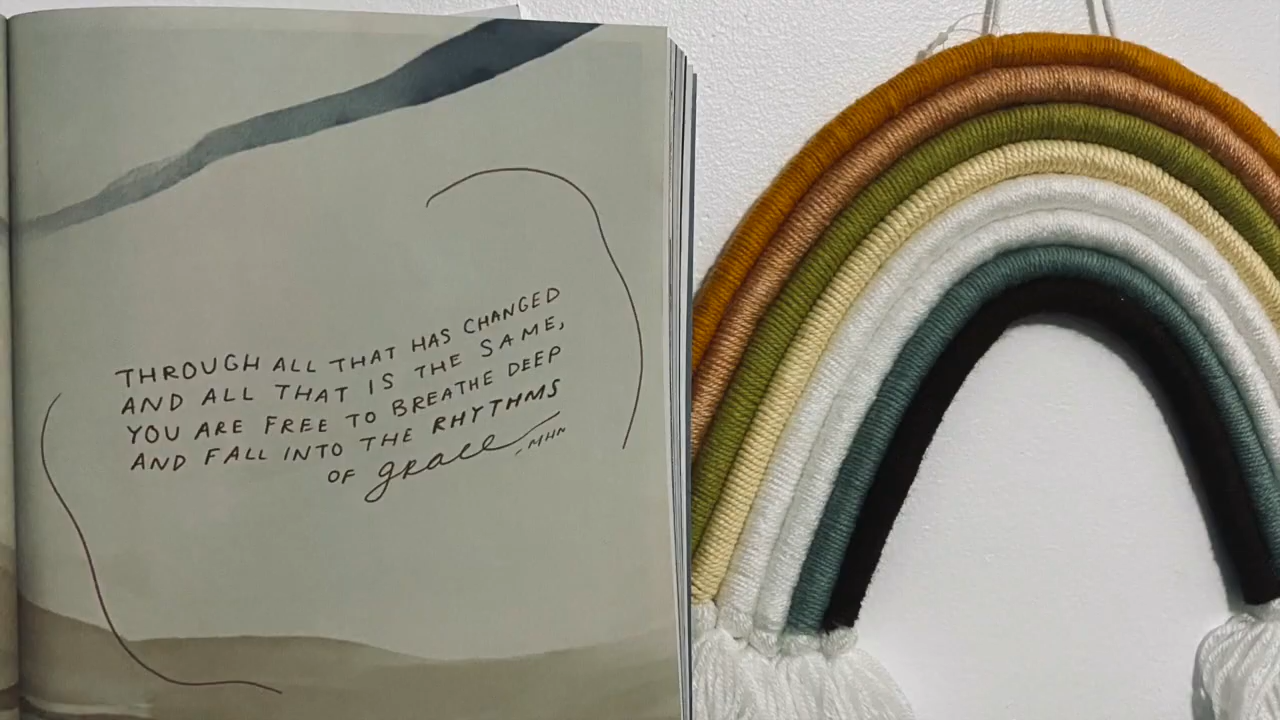 THROUGH ALL THAT HAS CHANGED
AND ALL THAT IS THE SAME,
YOU ARE FREE TO BREATHE DEEP
AND FALL INTO THE RHYTHMS
OF grace -MHN